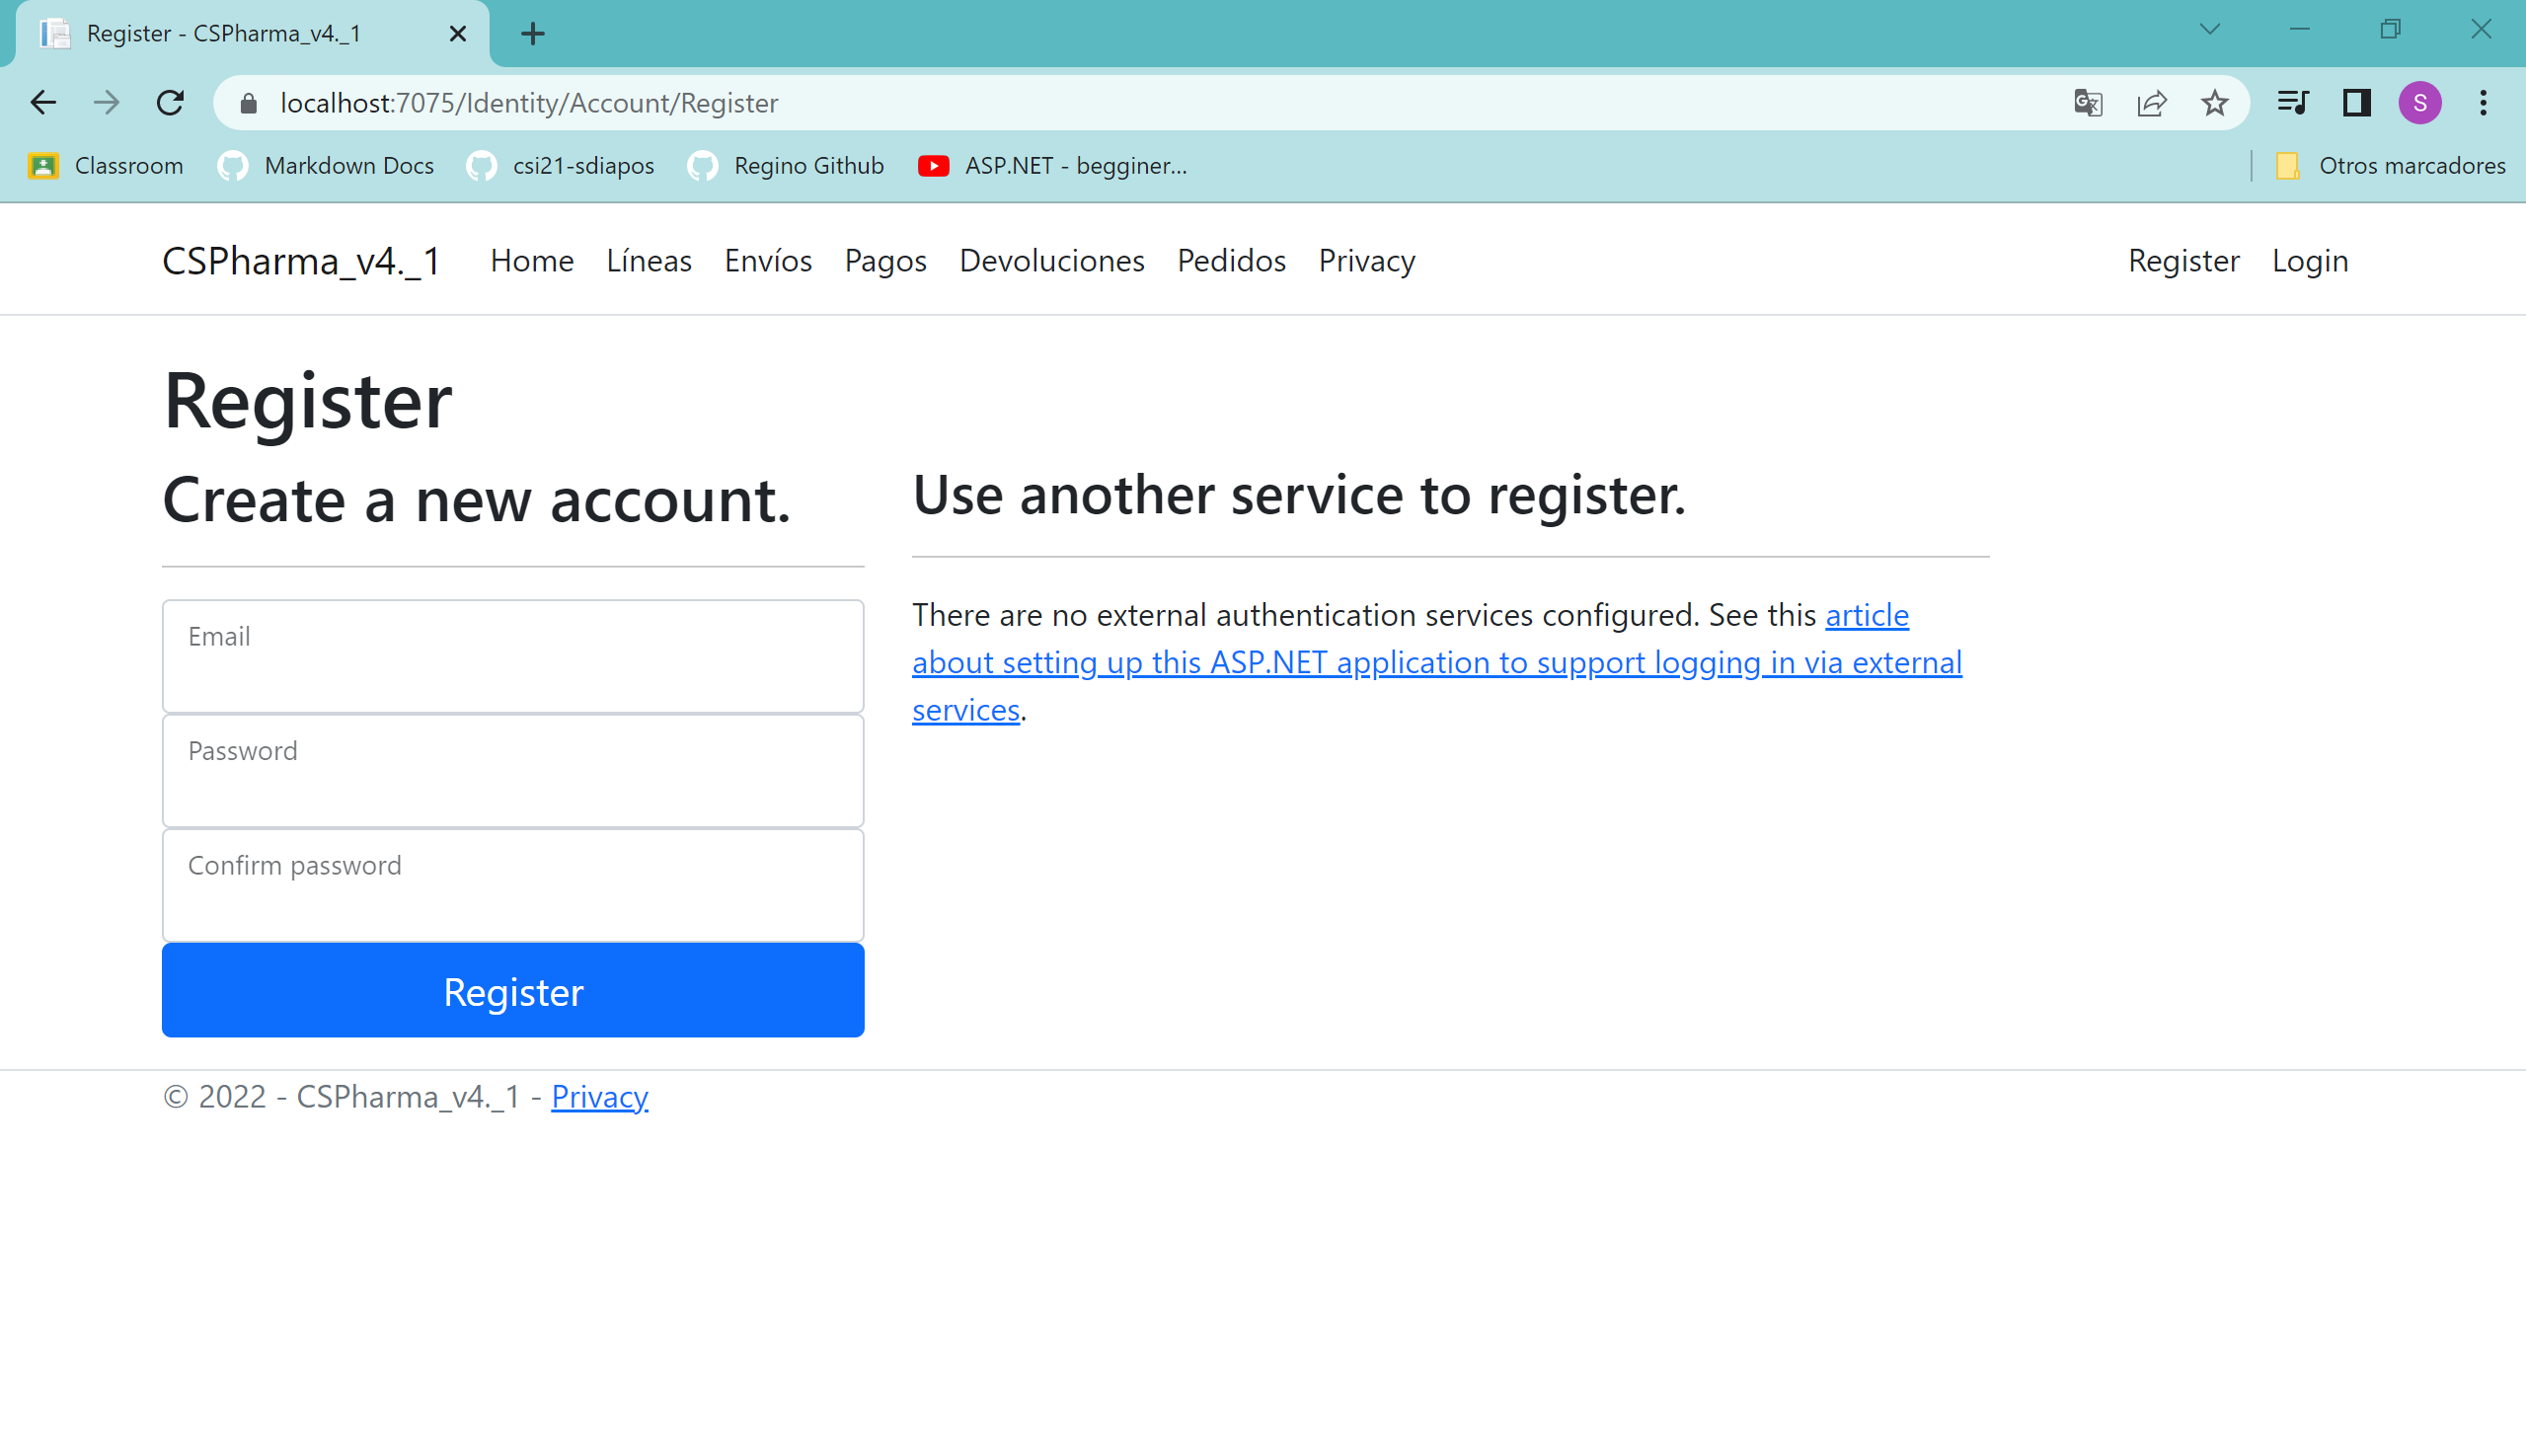 Register - CSPharma_v4._1
localhost:7075/Identity/Account/Register
S
Classroom Markdown Docs csi21-sdiapos Regino Github ASP.NET - begginer... Otros marcadores
CSPharma_v4._1 Home Líneas Envíos Pagos Devoluciones Pedidos Privacy Register Login
Register
Create a new account.
Email
Password
Confirm password
Register
Use another service to register.
There are no external authentication services configured. See this article
about setting up this ASP.NET application to support logging in via external
services.
© 2022 - CSPharma_v4._1 - Privacy